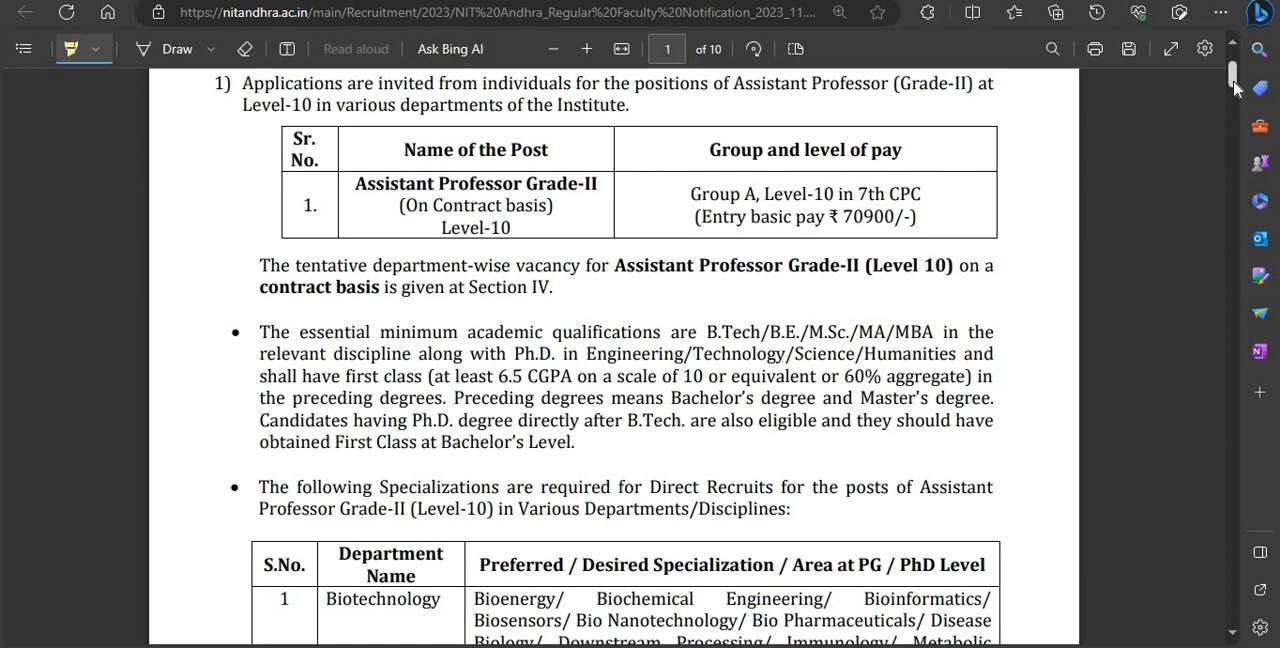 https://nitandhra.ac.in/main/Recruitment/2023/NIT%20Andhra_Regular%20Faculty%20Notification_2023_11....
Draw
Read aloud
Ask Bing AI
1 of 10
1) Applications are invited from individuals for the positions of Assistant Professor (Grade-II) at
Level-10 in various departments of the Institute.
Sr. No.
Name of the Post
Group and level of pay
1.
Assistant Professor Grade-II
(On Contract basis)
Level-10
Group A, Level-10 in 7th CPC
(Entry basic pay ₹ 70900/-)
The tentative department-wise vacancy for Assistant Professor Grade-II (Level 10) on a
contract basis is given at Section IV.
• The essential minimum academic qualifications are B.Tech/B.E./M.Sc./MA/MBA in the
relevant discipline along with Ph.D. in Engineering/Technology/Science/Humanities and
shall have first class (at least 6.5 CGPA on a scale of 10 or equivalent or 60% aggregate) in
the preceding degrees. Preceding degrees means Bachelor's degree and Master's degree.
Candidates having Ph.D. degree directly after B.Tech. are also eligible and they should have
obtained First Class at Bachelor's Level.
• The following Specializations are required for Direct Recruits for the posts of Assistant
Professor Grade-II (Level-10) in Various Departments/Disciplines:
S.No.
Department
Name
Preferred / Desired Specialization / Area at PG / PhD Level
1
Biotechnology
Bioenergy/ Biochemical Engineering/ Bioinformatics/
Biosensors/ Bio Nanotechnology/ Bio Pharmaceuticals/ Disease
Biology/ Downstream Processing/ Immunology/ Metabolic